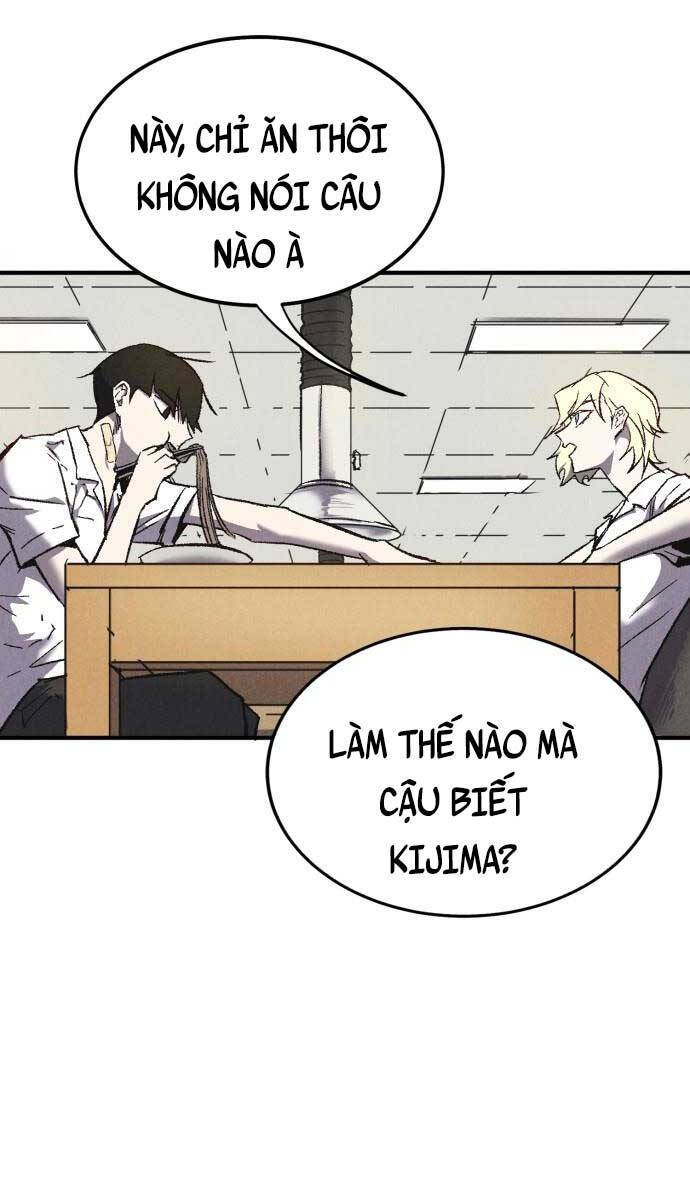 NÀY, CHỈ ĂN THÔI
KHÔNG NÓI CÂU
NÀO À
LÀM THẾ NÀO MÀ
CẬU BIẾT
KIJIMA?